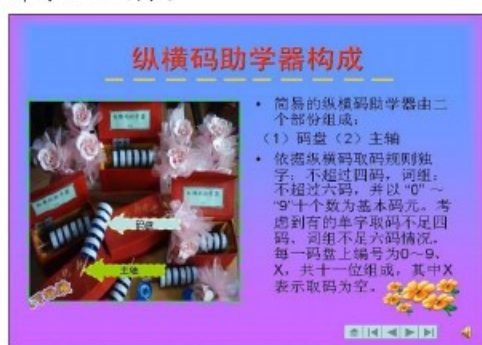 纵横码助学器构成
• 简易的纵横码助学器由二
个部份组成：
（1）码盘（2）主轴
• 依据纵横码取码规则独
字：不超过四码，词组：
不超过六码，并以“0”～
“9”十个数为基本码元。考
虑到有的单字取码不足四
码、词组不足六码情况，
每一码盘上编号为0～9、
X，共十一位组成，其中X
表示取码为空。
码盘
主轴